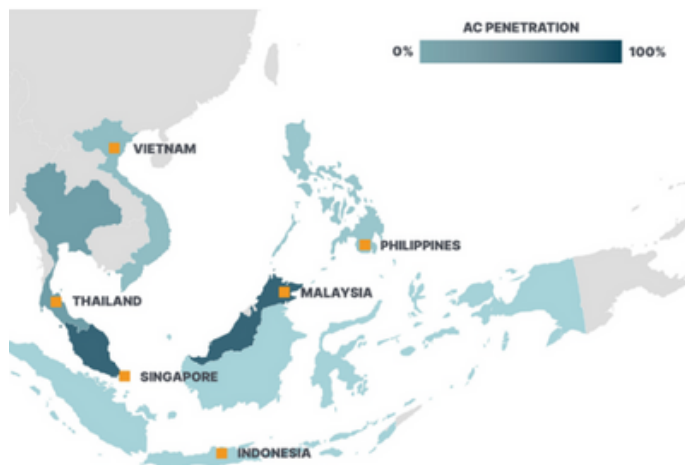 AC PENETRATION
0% 100%
VIETNAM
PHILIPPINES
THAILAND
MALAYSIA
SINGAPORE
INDONESIA